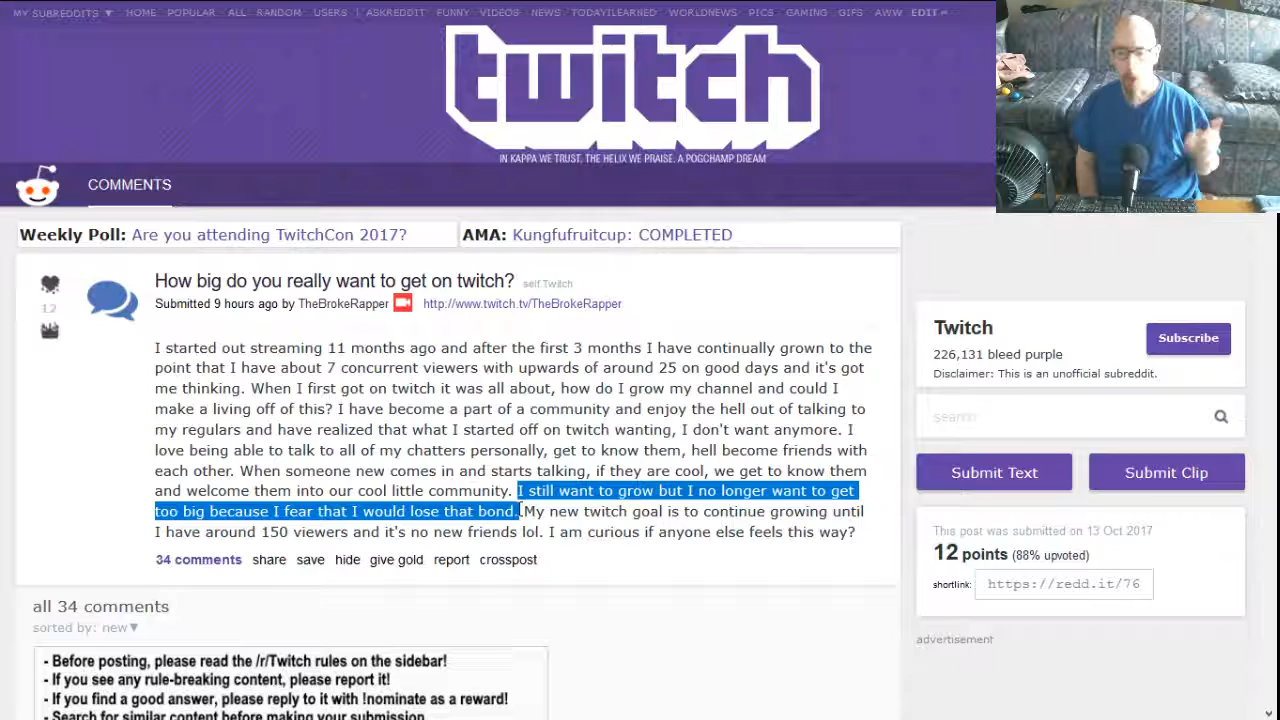 MY SUBREDDITS ▼ HOME POPULAR ALL RANDOM USERS | ASKREDDIT FUNNY VIDEOS NEWS TODAYILEARNED WORLDNEWS PICS GAMING GIFS AWW EDIT »
twitch
IN KAPPA WE TRUST, THE HELIX WE PRAISE, A POGCHAMP DREAM
COMMENTS
Weekly Poll: Are you attending TwitchCon 2017? AMA: Kungfufruitcup: COMPLETED
How big do you really want to get on twitch? self.Twitch
Submitted 9 hours ago by TheBrokeRapper http://www.twitch.tv/TheBrokeRapper
12
I started out streaming 11 months ago and after the first 3 months I have continually grown to the
point that I have about 7 concurrent viewers with upwards of around 25 on good days and it's got
me thinking. When I first got on twitch it was all about, how do I grow my channel and could I
make a living off of this? I have become a part of a community and enjoy the hell out of talking to
my regulars and have realized that what I started off on twitch wanting, I don't want anymore. I
love being able to talk to all of my chatters personally, get to know them, hell become friends with
each other. When someone new comes in and starts talking, if they are cool, we get to know them
and welcome them into our cool little community. I still want to grow but I no longer want to get
too big because I fear that I would lose that bond. My new twitch goal is to continue growing until
I have around 150 viewers and it's no new friends lol. I am curious if anyone else feels this way?
34 comments share save hide give gold report crosspost
all 34 comments
sorted by: new▼
- Before posting, please read the /r/Twitch rules on the sidebar!
- If you see any rule-breaking content, please report it!
- If you find a good answer, please reply to it with !nominate as a reward!
- Search for similar content before making your submission
Twitch
Subscribe
226,131 bleed purple
Disclaimer: This is an unofficial subreddit.
search
Submit Text Submit Clip
This post was submitted on 13 Oct 2017
12 points (88% upvoted)
shortlink: https://redd.it/76
advertisement